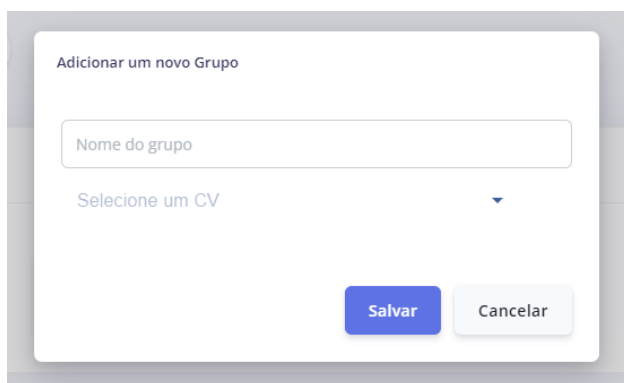 Adicionar um novo Grupo
Nome do grupo
Selecione um CV
Salvar Cancelar